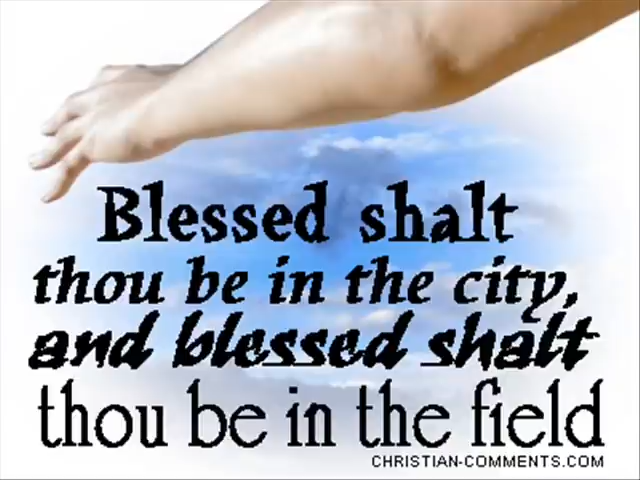 Blessed shalt
thou be in the city,
and blessed shalt
thou be in the field
CHRISTIAN-COMMENTS.COM